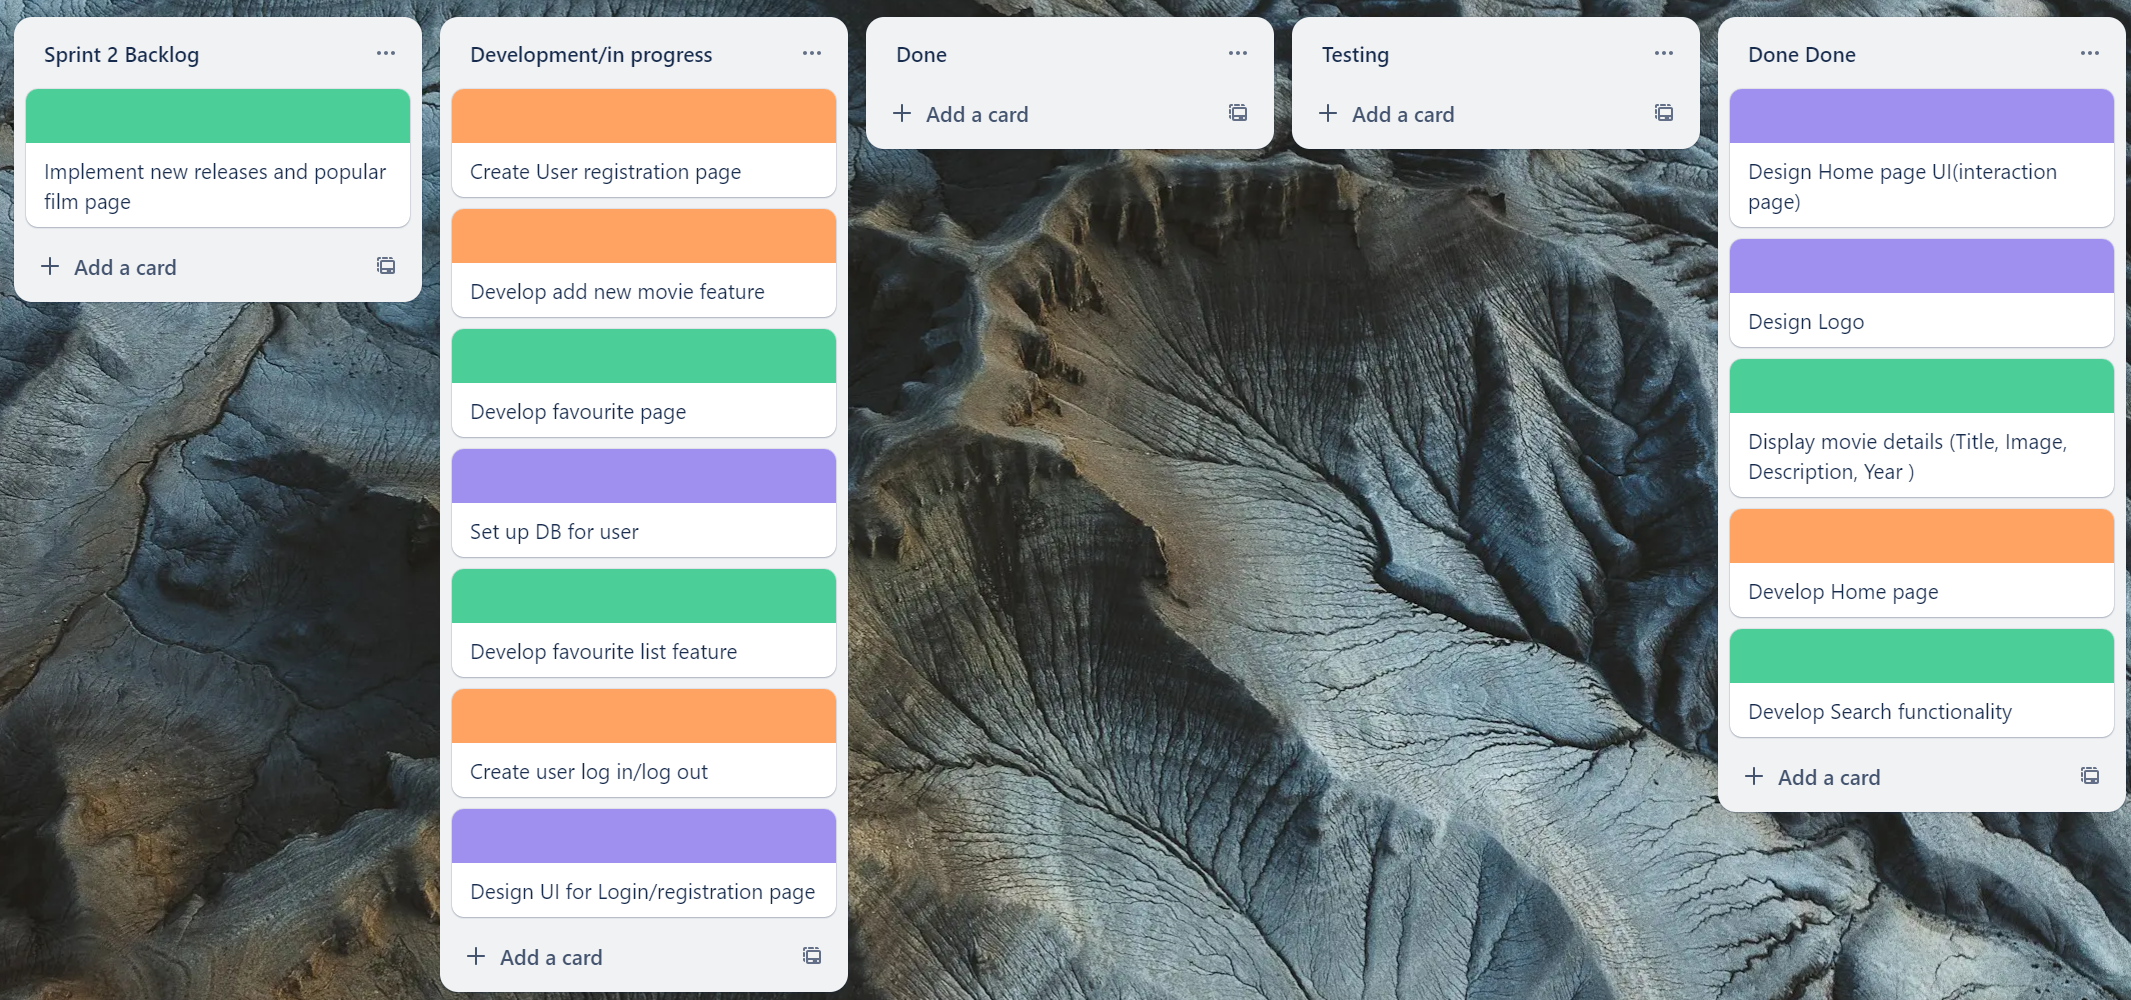 Sprint 2 Backlog
Implement new releases and popular
film page
Add a card
Development/in progress
Create User registration page
Develop add new movie feature
Develop favourite page
Set up DB for user
Develop favourite list feature
Create user log in/log out
Design UI for Login/registration page
Add a card
Done
Add a card
Testing
Add a card
Done Done
Design Home page UI(interaction
page)
Design Logo
Display movie details (Title, Image,
Description, Year )
Develop Home page
Develop Search functionality
Add a card